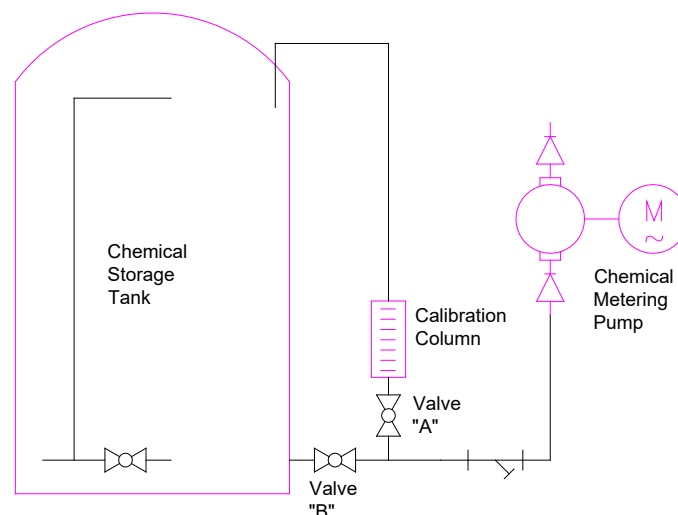 Chemical
Storage
Tank
Calibration
Column
Valve
"A"
Valve
"B"
M
~
Chemical
Metering
Pump